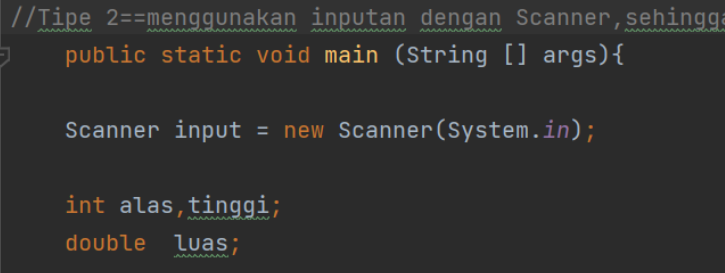 //Tipe 2==menggunakan inputan dengan Scanner,sehingga
public static void main (String [] args){
Scanner input = new Scanner(System.in);
int alas,tinggi;
double  luas;